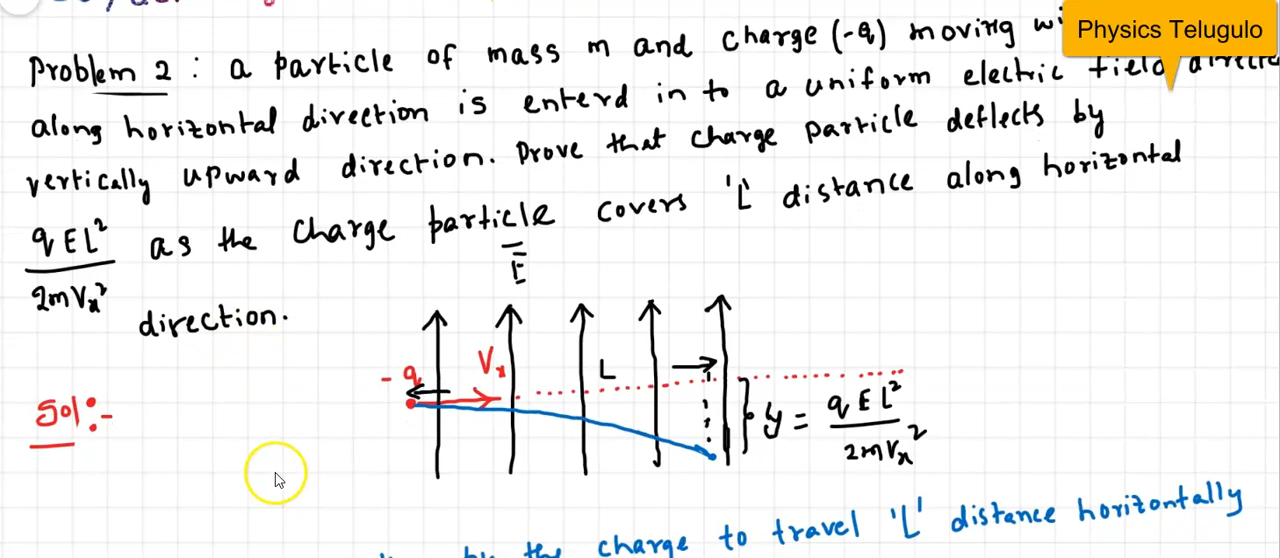 Physics Telugulo
Problem 2 : a particle of mass m and charge (-q) moving
along horizontal direction is enterd in to a uniform electric field
vertically upward direction. Prove that charge particle deflects by
qEL²/2mVx² as the charge particle covers 'L' distance along horizontal
direction.
E
- q Vx L
Sol:-
y = qEL²/2mVx²
by the charge to travel 'L' distance horizontally